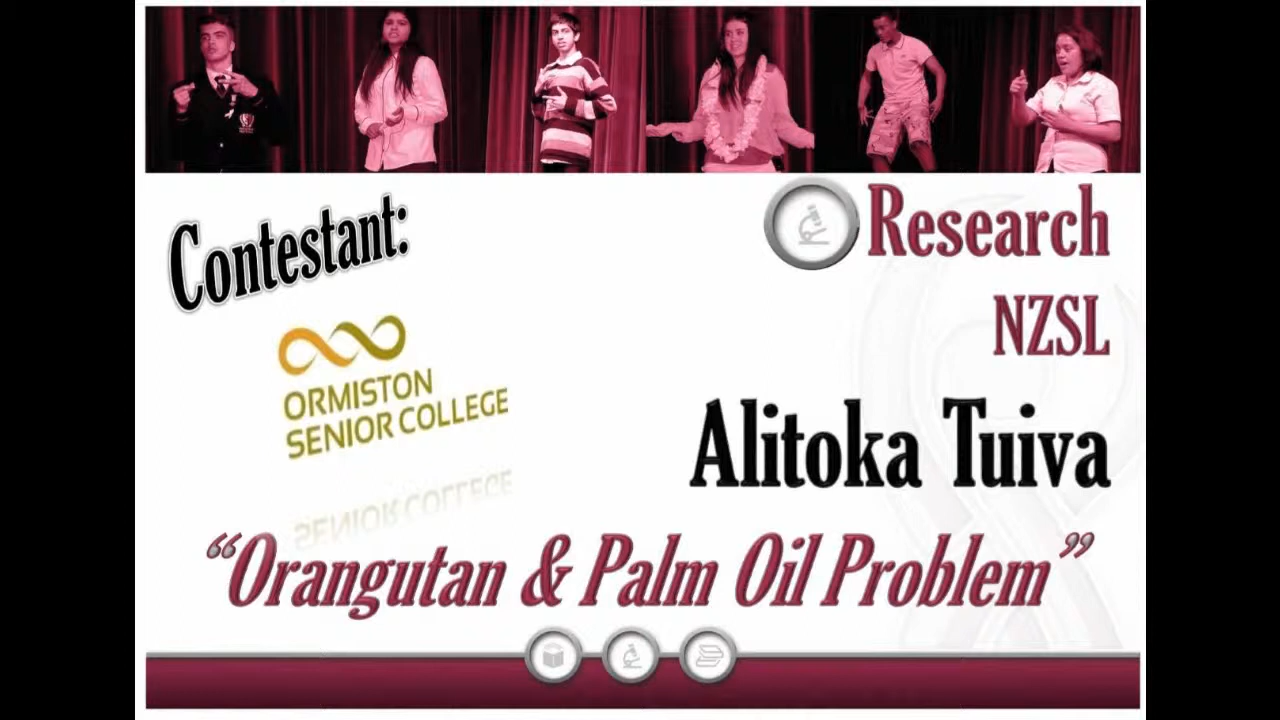 Contestant:
Research
NZSL
ORMISTON
SENIOR COLLEGE
Alitoka Tuiva
“Orangutan & Palm Oil Problem”